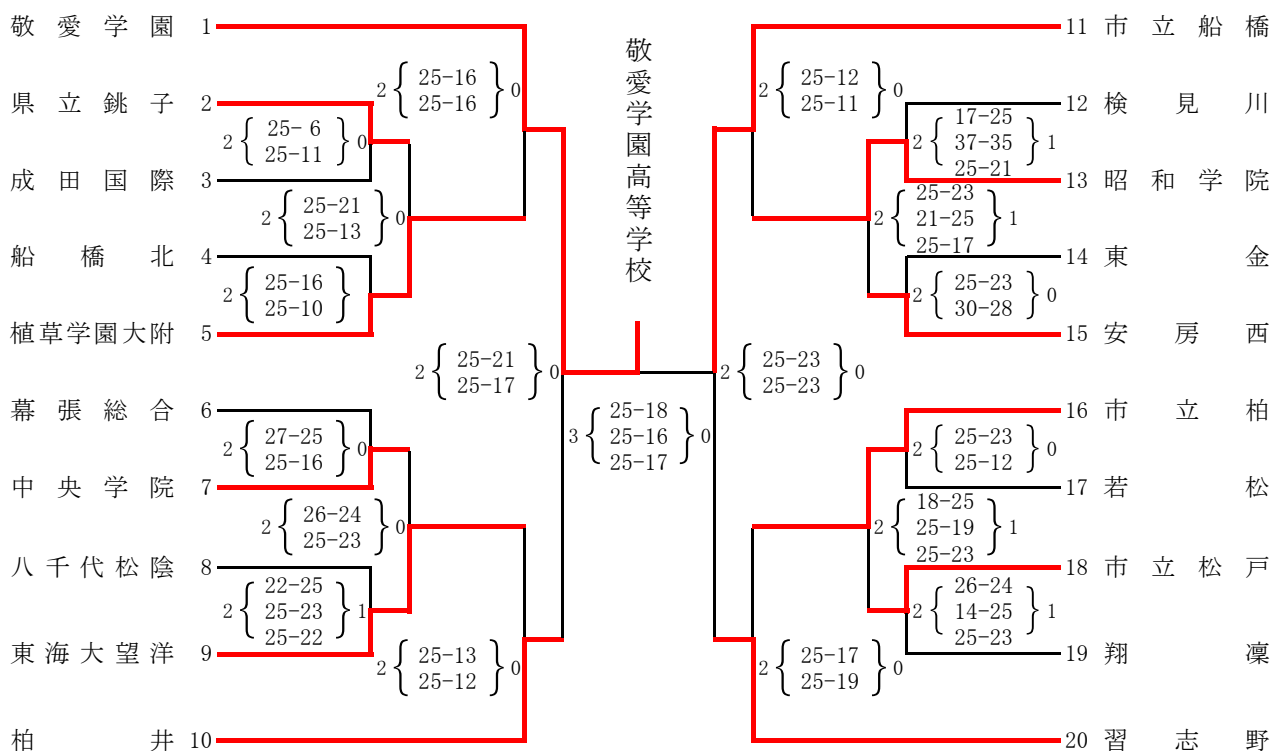 敬愛学園 1
県立銚子 2
成田国際 3
船橋北 4
植草学園大附 5
幕張総合 6
中央学院 7
八千代松陰 8
東海大望洋 9
柏井 10
2 { 25-16 } 0
25-16
2 { 25- 6 } 0
25-11
2 { 25-21 } 0
25-13
2 { 25-16 }
25-10
2 { 25-21 } 0
25-17
2 { 27-25 } 0
25-16
2 { 26-24 } 0
25-23
2 { 22-25 } 1
25-23
25-22
2 { 25-13 } 0
25-12
敬愛学園高等学校
3 { 25-18 } 0
25-16
25-17
2 { 25-12 } 0
25-11
2 { 17-25 } 1
37-35
25-21
2 { 25-23 } 1
21-25
25-17
2 { 25-23 } 0
30-28
2 { 25-23 } 0
25-23
2 { 25-23 } 0
25-12
2 { 18-25 } 1
25-19
25-23
2 { 26-24 } 1
14-25
25-23
2 { 25-17 } 0
25-19
11 市立船橋
12 検見川
13 昭和学院
14 東金
15 安房西
16 市立柏
17 若松
18 市立松戸
19 翔凜
20 習志野